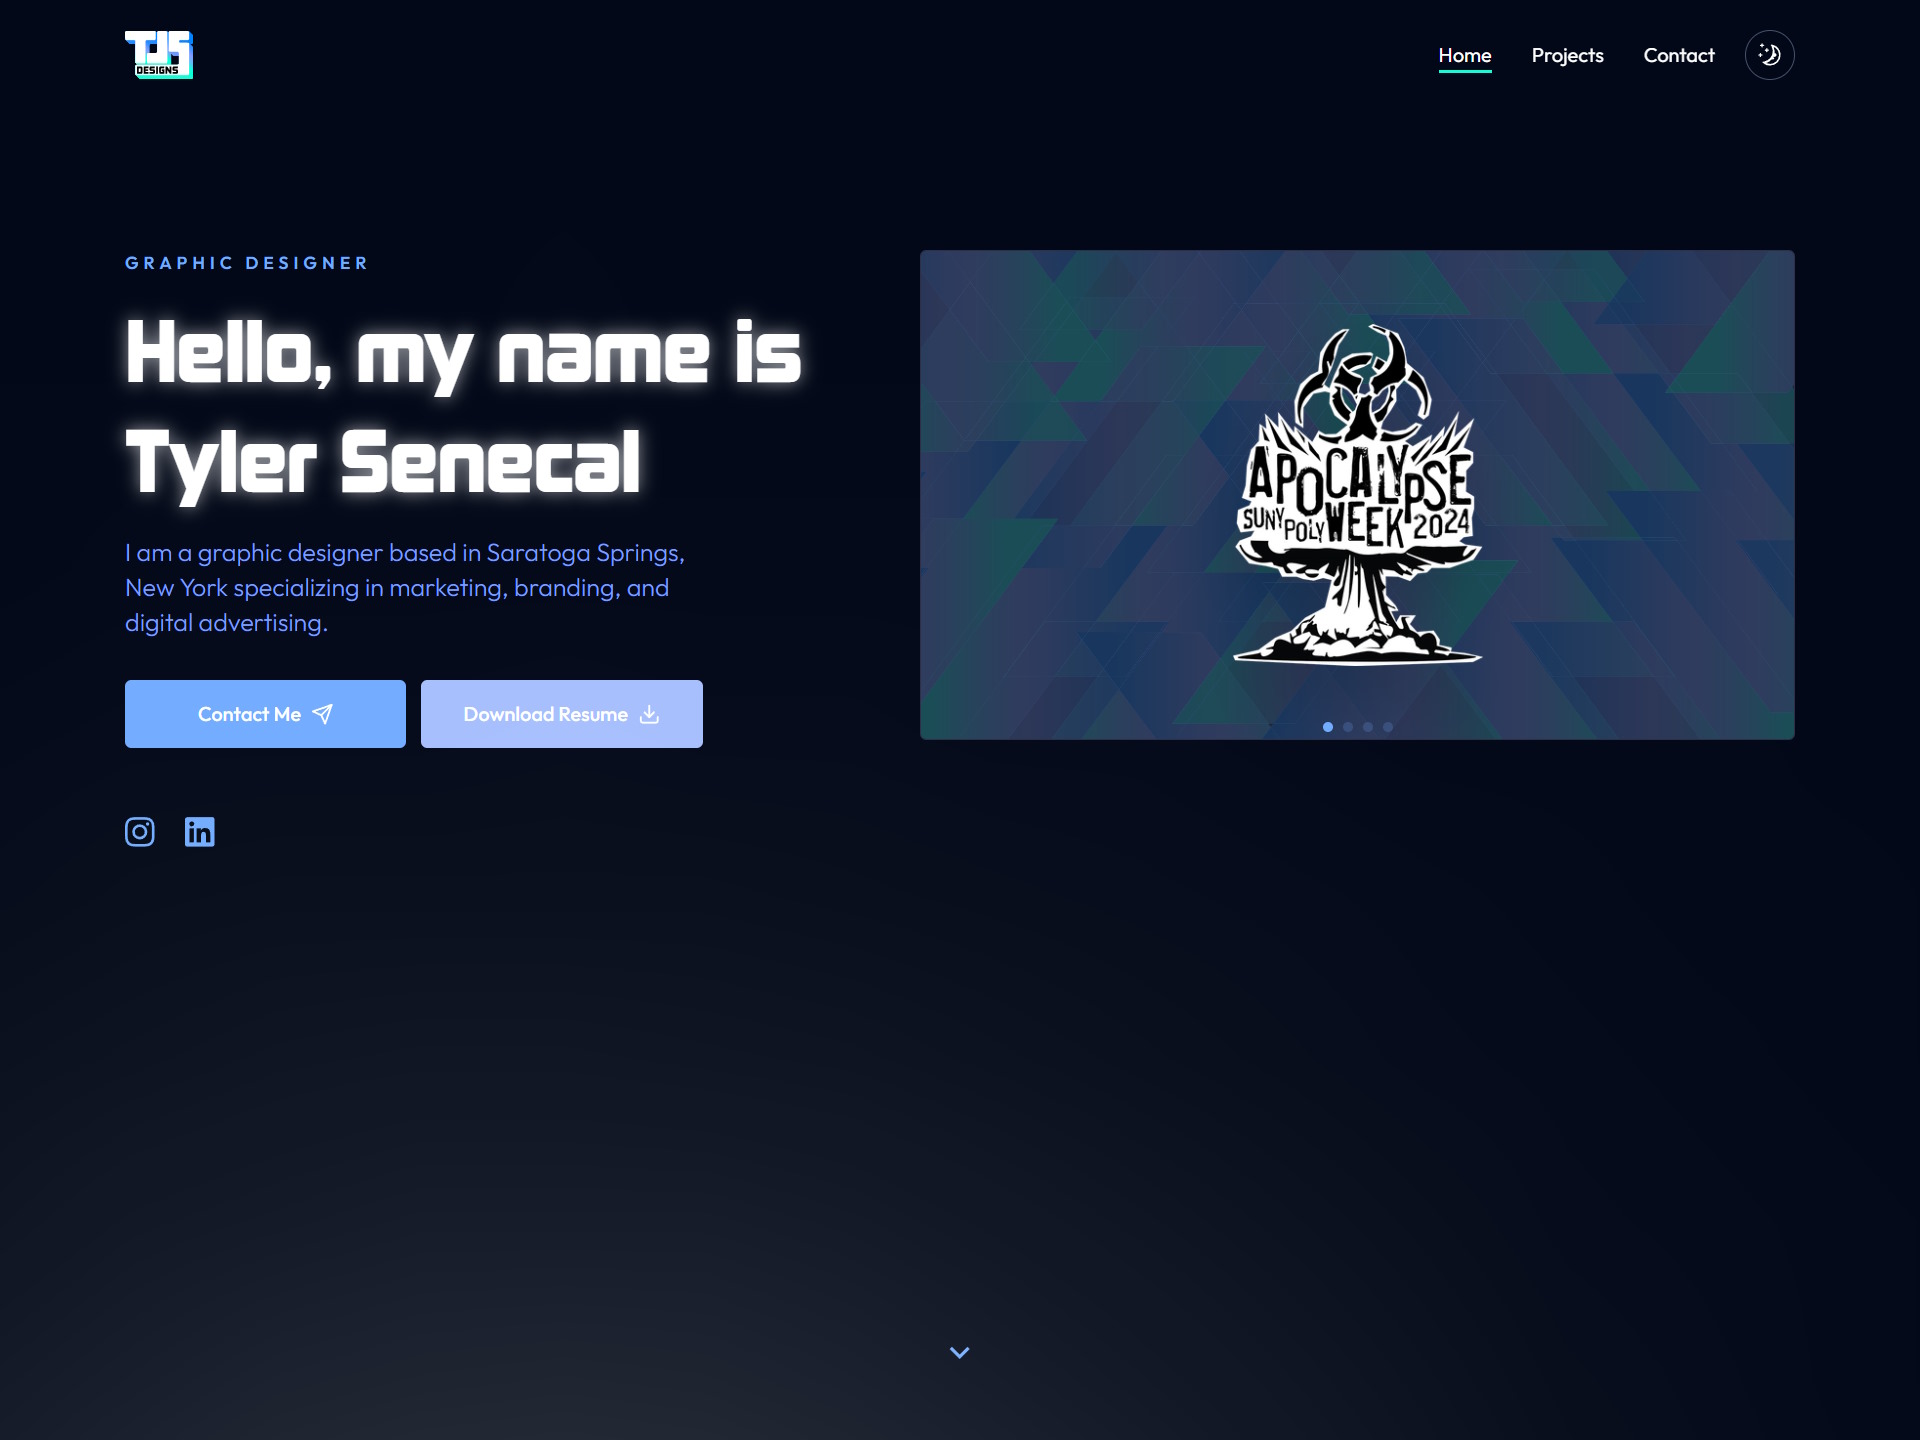 TJS
DESIGNS
Home
Projects
Contact
GRAPHIC DESIGNER
Hello, my name is
Tyler Senecal
I am a graphic designer based in Saratoga Springs,
New York specializing in marketing, branding, and
digital advertising.
Contact Me
Download Resume
APOCALYPSE
SUNY POLY WEEK 2024